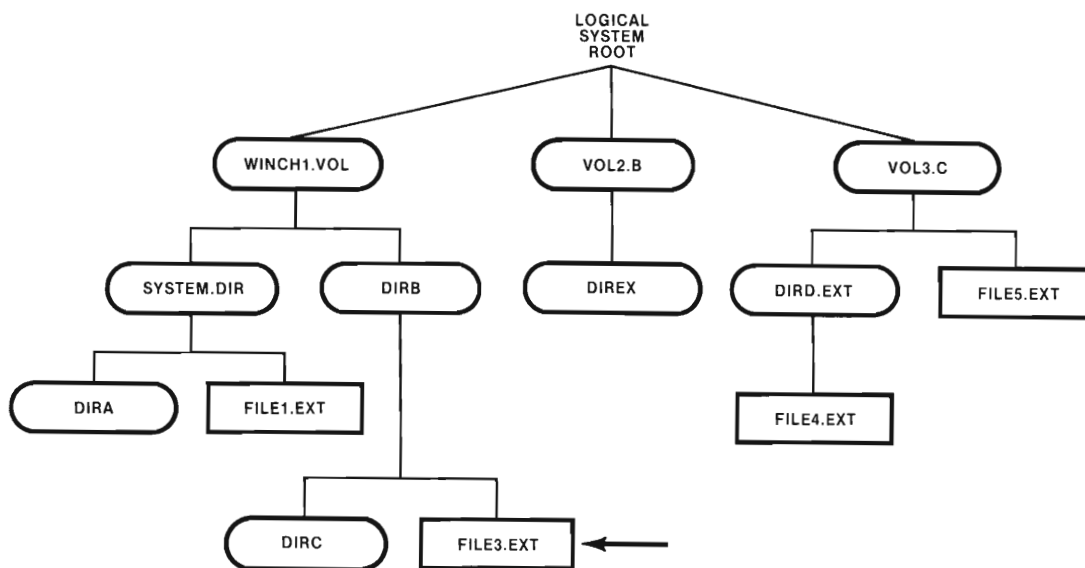 LOGICAL
SYSTEM
ROOT
WINCH1.VOL
VOL2.B
VOL3.C
SYSTEM.DIR
DIRB
DIREX
DIRD.EXT
FILE5.EXT
DIRA
FILE1.EXT
FILE4.EXT
DIRC
FILE3.EXT